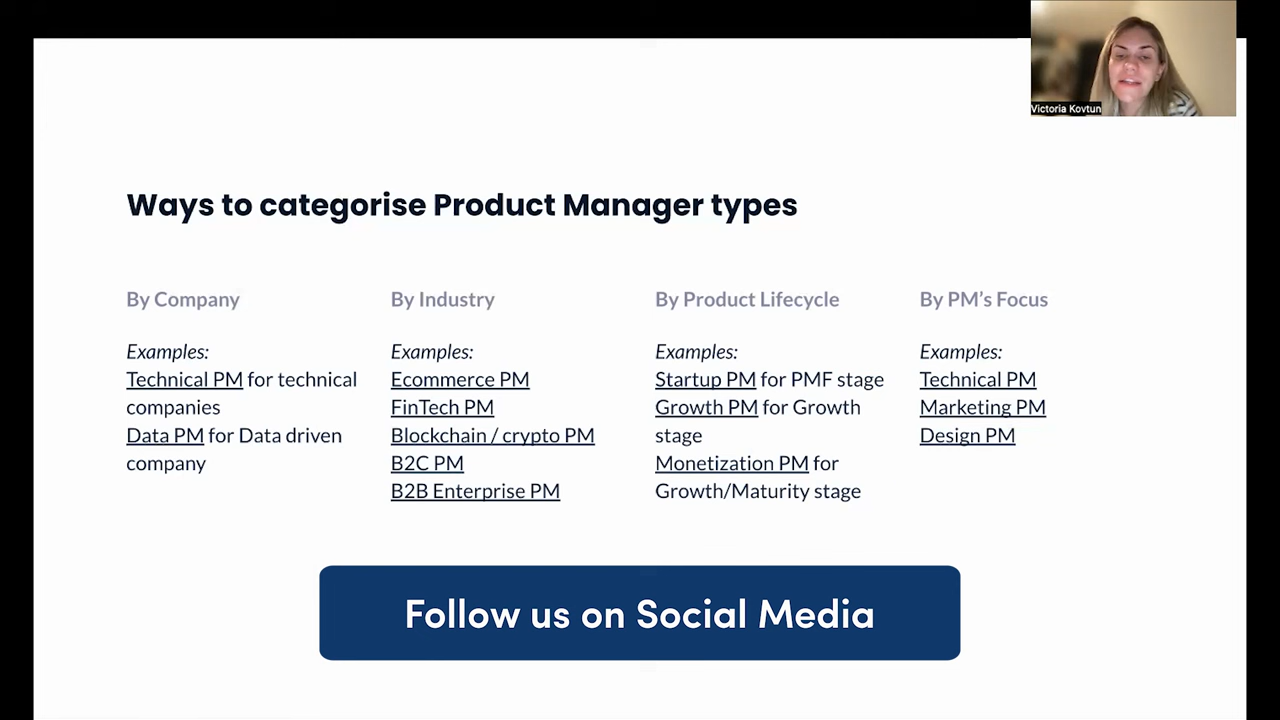 Victoria Kovtun
Ways to categorise Product Manager types
By Company
Examples:
Technical PM for technical
companies
Data PM for Data driven
company
By Industry
Examples:
Ecommerce PM
FinTech PM
Blockchain / crypto PM
B2C PM
B2B Enterprise PM
By Product Lifecycle
Examples:
Startup PM for PMF stage
Growth PM for Growth
stage
Monetization PM for
Growth/Maturity stage
By PM’s Focus
Examples:
Technical PM
Marketing PM
Design PM
Follow us on Social Media